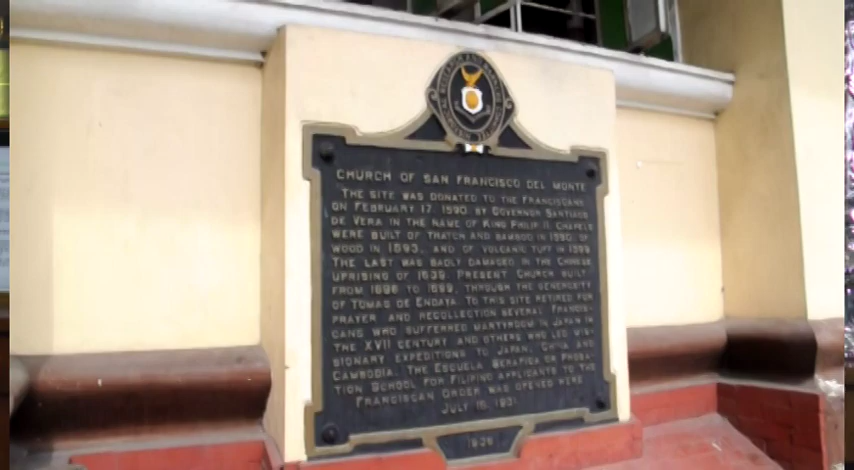 CHURCH OF SAN FRANCISCO DEL MONTE
THE SITE WAS DONATED TO THE FRANCISCANS
ON FEBRUARY 17 1590 BY GOVERNOR SANTIAGO
DE VERA IN THE NAME OF KING PHILIP II. CHAPELS
WERE BUILT OF THATCH AND BAMBOO IN 1590, OF
WOOD IN 1593, AND OF VOLCANIC TUFF IN 1599
THE LAST WAS BADLY DAMAGED IN THE CHINESE
UPRISING OF 1639. PRESENT CHURCH BUILT
FROM 1696 TO 1699, THROUGH THE GENEROSITY
OF TOMAS DE ENDAYA. TO THIS SITE RETIRED FOR
PRAYER AND RECOLLECTION SEVERAL FRANCIS-
CANS WHO SUFFERRED MARTYRDOM IN JAPAN IN
THE XVII CENTURY AND OTHERS WHO LED MIS-
SIONARY EXPEDITIONS TO JAPAN, CHINA AND
CAMBODIA. THE ESCUELA SERAFICA OR PROBA-
TION SCHOOL FOR FILIPINO APPLICANTS TO THE
FRANCISCAN ORDER WAS OPENED HERE
JULY 16, 1931.
1939